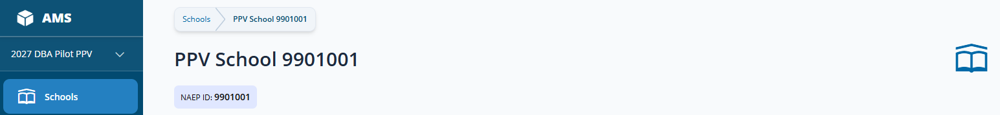 AMS
2027 DBA Pilot PPV
Schools
Schools
PPV School 9901001
PPV School 9901001
NAEP ID: 9901001